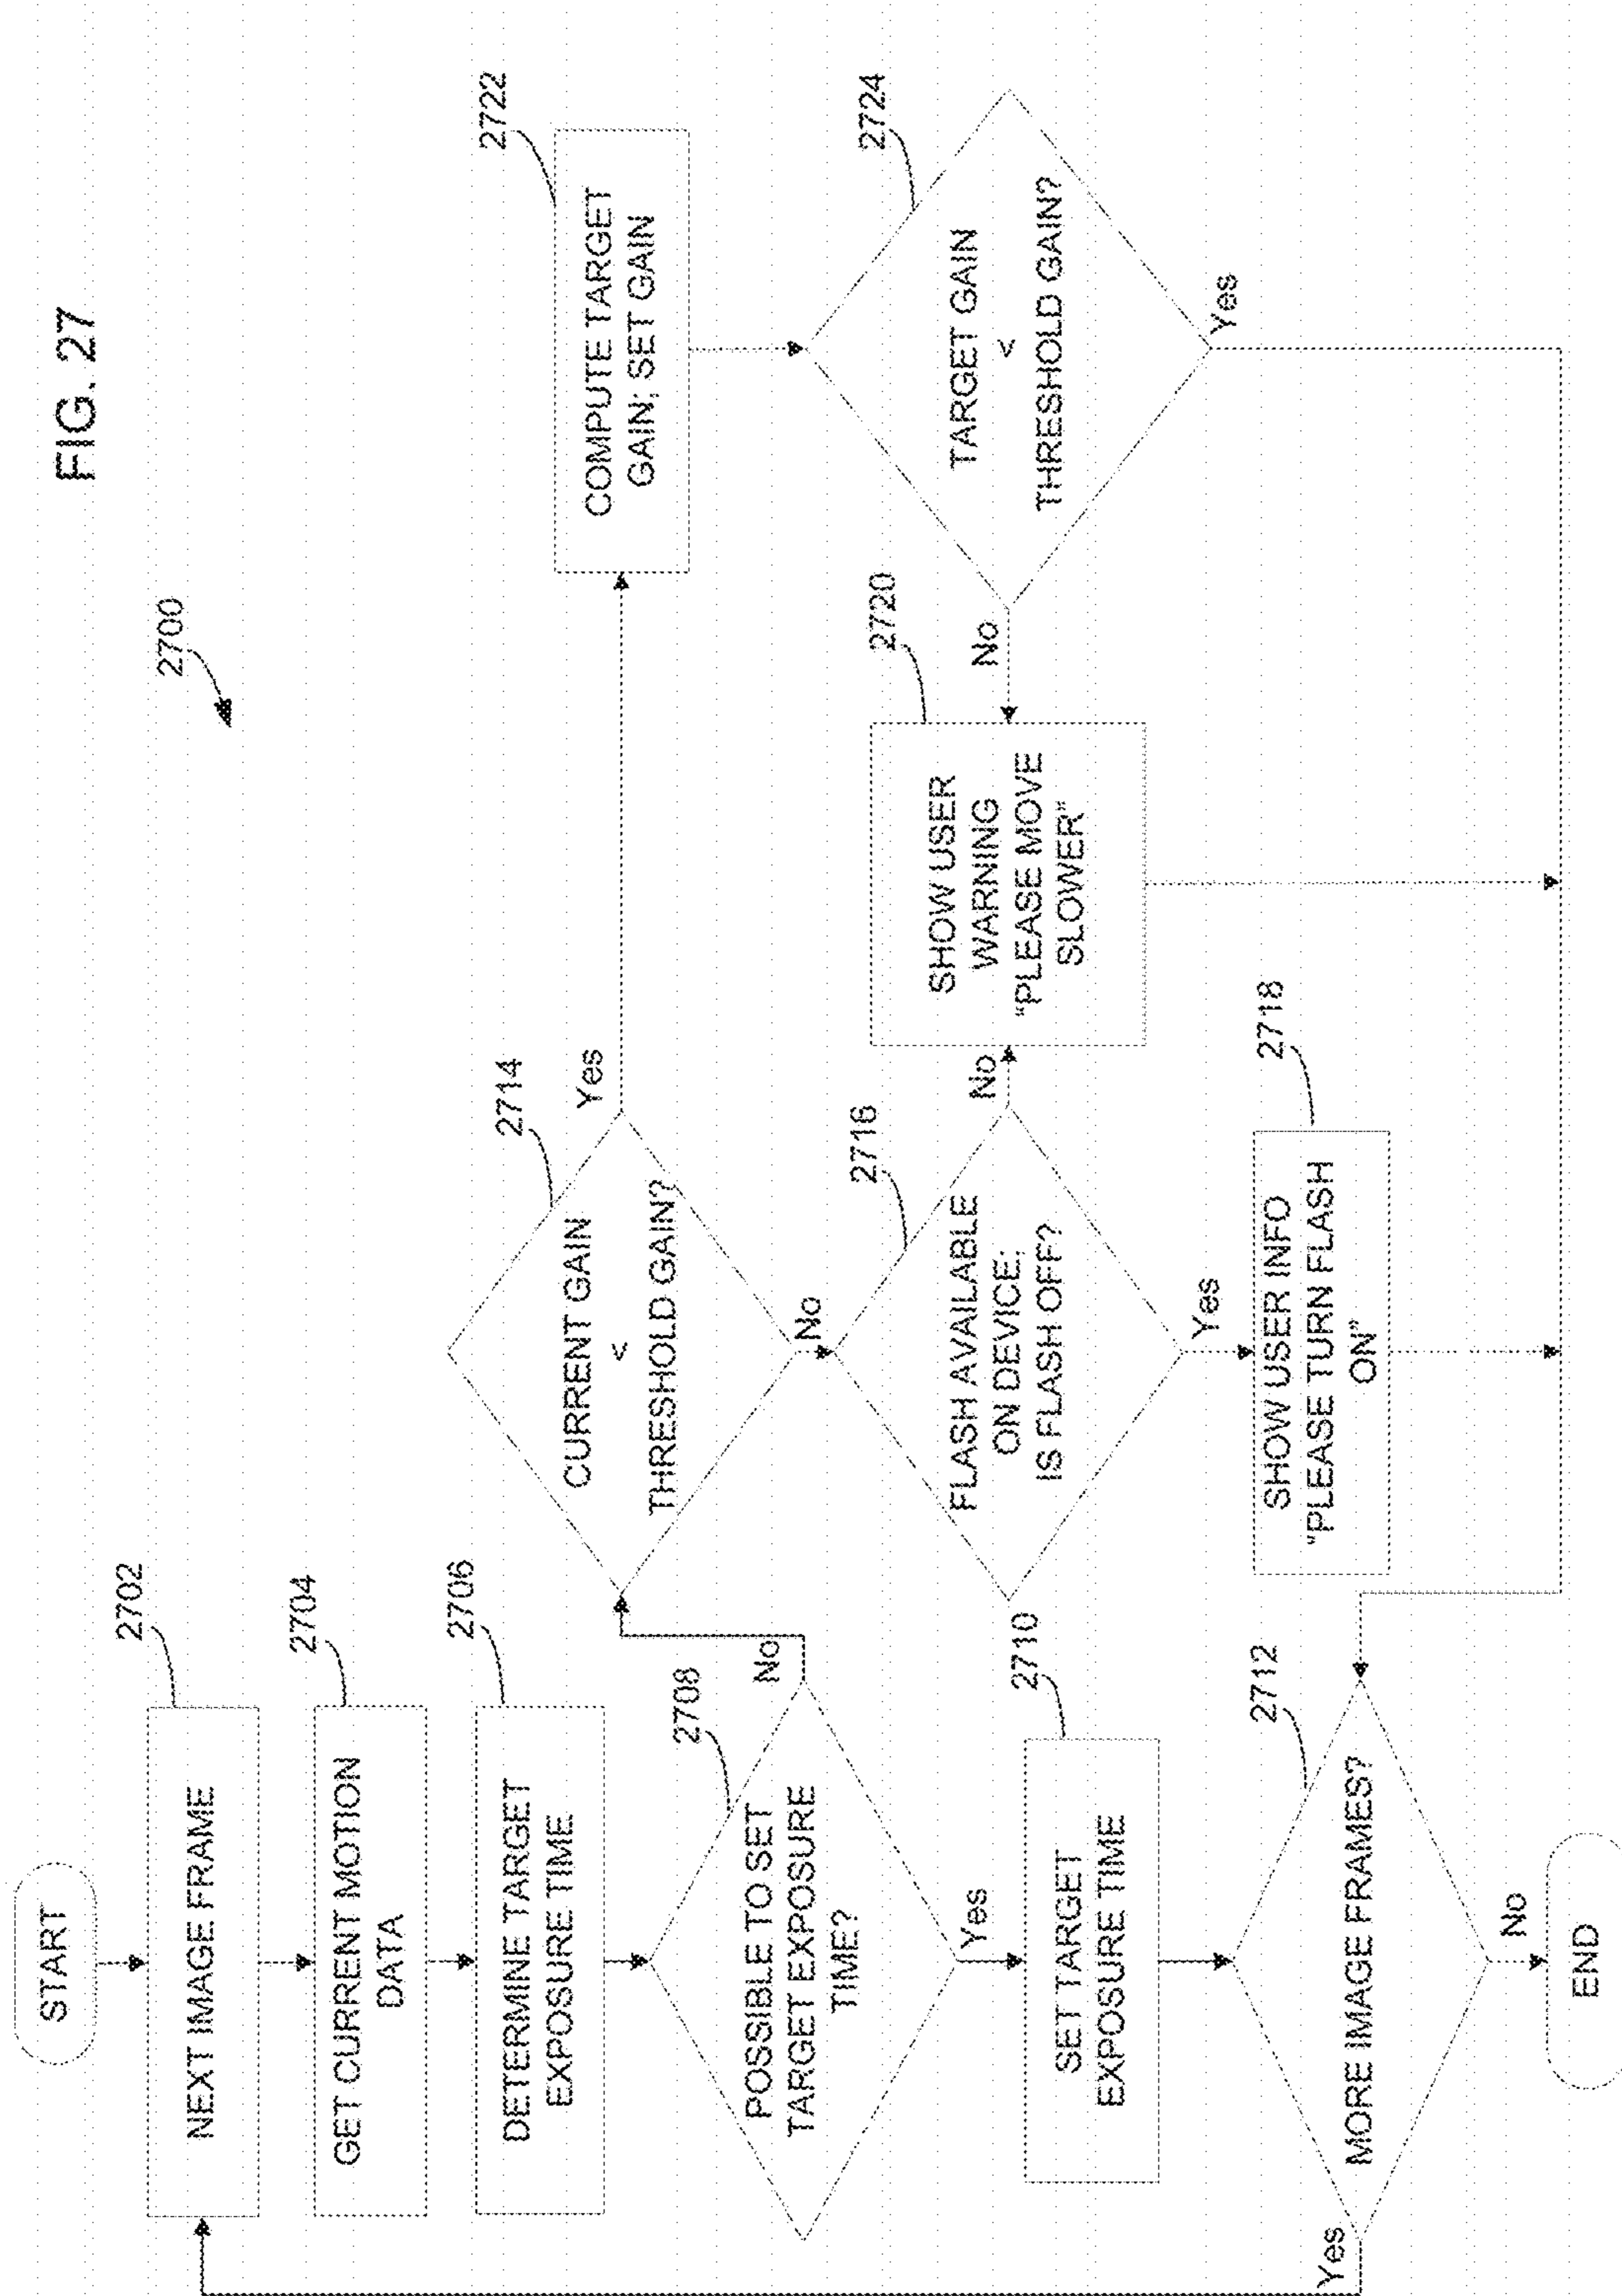 FIG. 27
2700
START
2702
NEXT IMAGE FRAME
2704
GET CURRENT MOTION
DATA
2706
DETERMINE TARGET
EXPOSURE TIME
2708
POSSIBLE TO SET
TARGET EXPOSURE
TIME?
No
Yes
2710
SET TARGET
EXPOSURE TIME
2712
MORE IMAGE FRAMES?
Yes
No
END
2714
CURRENT GAIN
<
THRESHOLD GAIN?
Yes
No
2716
FLASH AVAILABLE
ON DEVICE;
IS FLASH OFF?
No
Yes
2718
SHOW USER INFO
"PLEASE TURN FLASH
ON"
2720
SHOW USER
WARNING
"PLEASE MOVE
SLOWER"
2722
COMPUTE TARGET
GAIN; SET GAIN
2724
TARGET GAIN
<
THRESHOLD GAIN?
No
Yes